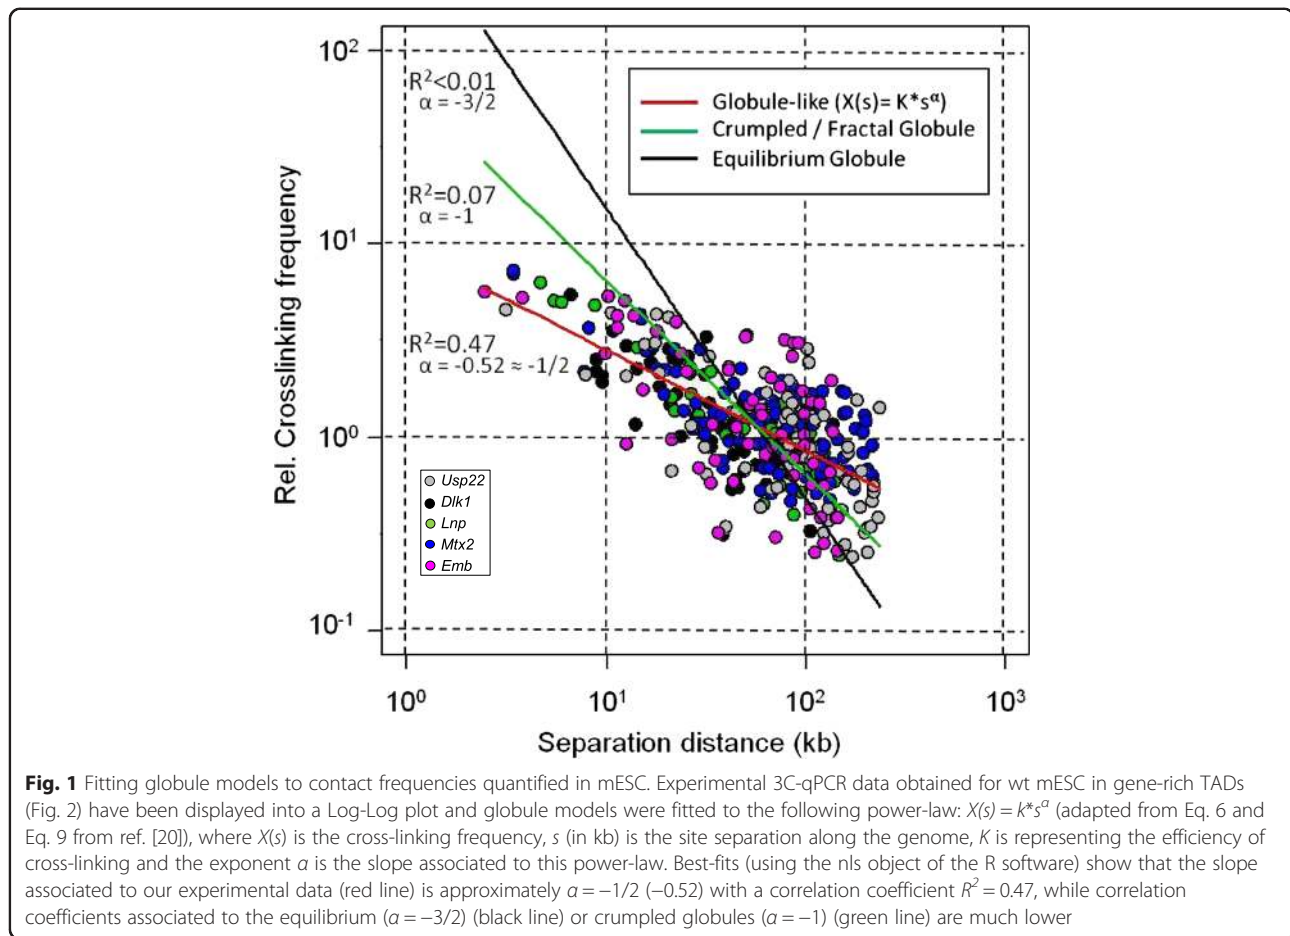 10²
R²<0.01
α = -3/2
Globule-like (X(s)= K*sᵅ)
Crumpled / Fractal Globule
Equilibrium Globule
R²=0.07
α = -1
10¹
Rel. Crosslinking frequency
R²=0.47
α = -0.52 ≈ -1/2
10⁰
Usp22
Dlk1
Lnp
Mtx2
Emb
10⁻¹
10⁰ 10¹ 10² 10³
Separation distance (kb)
Fig. 1 Fitting globule models to contact frequencies quantified in mESC. Experimental 3C-qPCR data obtained for wt mESC in gene-rich TADs
(Fig. 2) have been displayed into a Log-Log plot and globule models were fitted to the following power-law: X(s) = k*sᵅ (adapted from Eq. 6 and
Eq. 9 from ref. [20]), where X(s) is the cross-linking frequency, s (in kb) is the site separation along the genome, K is representing the efficiency of
cross-linking and the exponent α is the slope associated to this power-law. Best-fits (using the nls object of the R software) show that the slope
associated to our experimental data (red line) is approximately α = −1/2 (−0.52) with a correlation coefficient R² = 0.47, while correlation
coefficients associated to the equilibrium (α = −3/2) (black line) or crumpled globules (α = −1) (green line) are much lower